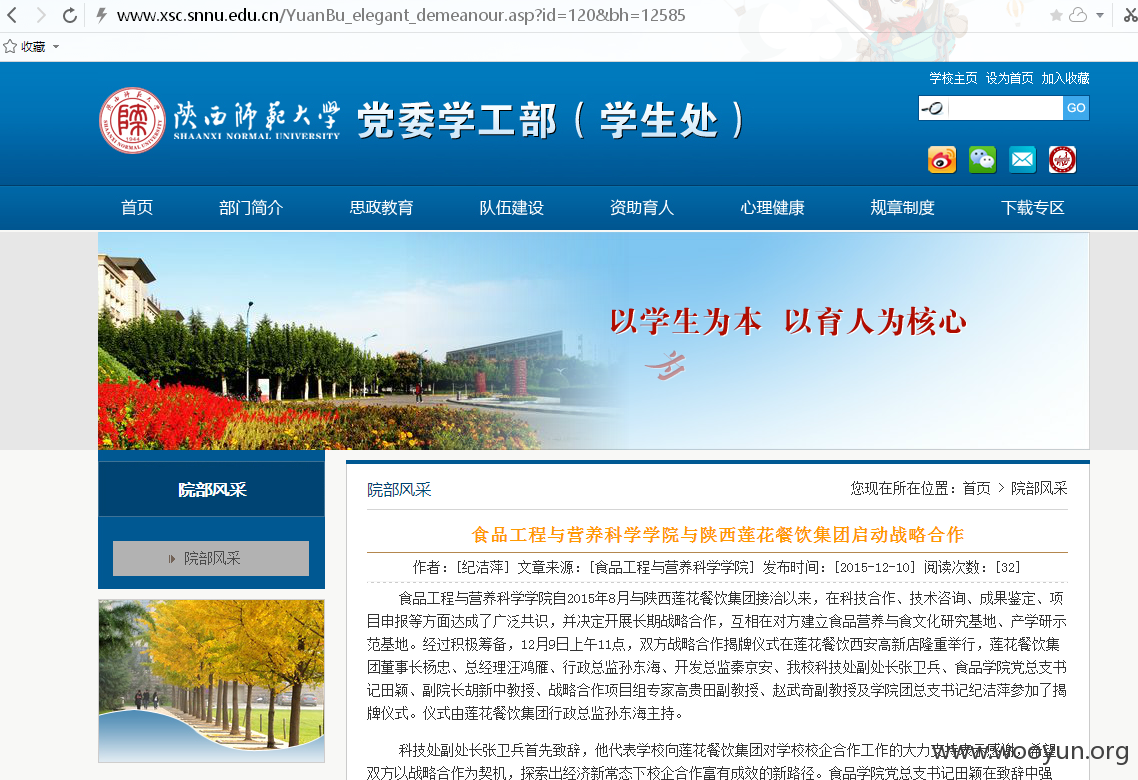 www.xsc.snnu.edu.cn/YuanBu_elegant_demeanour.asp?id=120&bh=12585
收藏
学校主页 设为首页 加入收藏
GO
陕西师範大学
SHAANXI NORMAL UNIVERSITY
党委学工部（学生处）
首页 部门简介 思政教育 队伍建设 资助育人 心理健康 规章制度 下载专区
以学生为本 以育人为核心
院部风采
院部风采
院部风采
您现在所在位置：首页 > 院部风采
食品工程与营养科学学院与陕西莲花餐饮集团启动战略合作
作者：[纪洁萍] 文章来源：[食品工程与营养科学学院] 发布时间：[2015-12-10] 阅读次数：[32]
食品工程与营养科学学院自2015年8月与陕西莲花餐饮集团接洽以来，在科技合作、技术咨询、成果鉴定、项
目申报等方面达成了广泛共识，并决定开展长期战略合作，互相在对方建立食品营养与食文化研究基地、产学研示
范基地。经过积极筹备，12月9日上午11点，双方战略合作揭牌仪式在莲花餐饮西安高新店隆重举行，莲花餐饮集
团董事长杨忠、总经理汪鸿雁、行政总监孙东海、开发总监秦京安、我校科技处副处长张卫兵、食品学院党总支书
记田颖、副院长胡新中教授、战略合作项目组专家高贵田副教授、赵武奇副教授及学院团总支书记纪洁萍参加了揭
牌仪式。仪式由莲花餐饮集团行政总监孙东海主持。
科技处副处长张卫兵首先致辞，他代表学校向莲花餐饮集团对学校校企合作工作的大力
双方以战略合作为契机，探索出经济新常态下校企合作富有成效的新路径。食品学院党总支书记田颖在致辞中强
www.wooyun.org